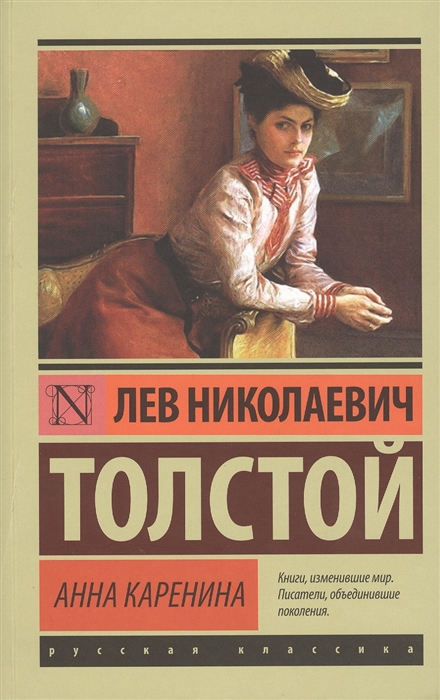 N
ЛЕВ НИКОЛАЕВИЧ
ТОЛСТОЙ
АННА КАРЕНИНА
Книги, изменившие мир.
Писатели, объединившие
поколения.
русская классика